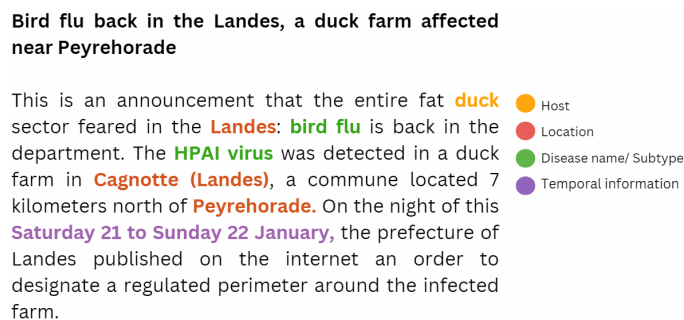 Bird flu back in the Landes, a duck farm affected
near Peyrehorade
This is an announcement that the entire fat duck
sector feared in the Landes: bird flu is back in the
department. The HPAI virus was detected in a duck
farm in Cagnotte (Landes), a commune located 7
kilometers north of Peyrehorade. On the night of this
Saturday 21 to Sunday 22 January, the prefecture of
Landes published on the internet an order to
designate a regulated perimeter around the infected
farm.
Host
Location
Disease name/ Subtype
Temporal information